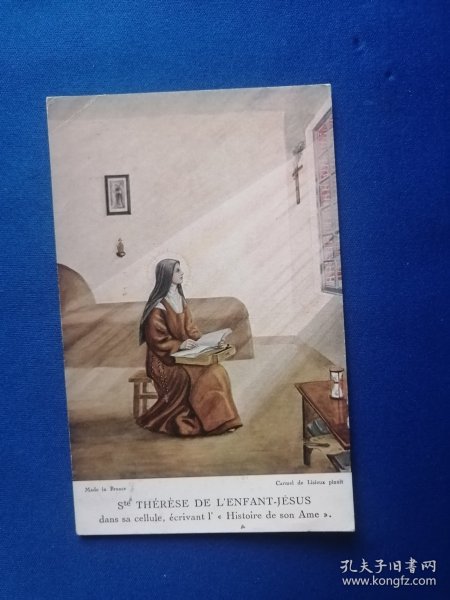 Made in France
Carmel de Lisieux pinxit
Ste THÉRÈSE DE L'ENFANT-JÉSUS
dans sa cellule, écrivant l' « Histoire de son Ame ».
孔夫子旧书网
www.kongfz.com